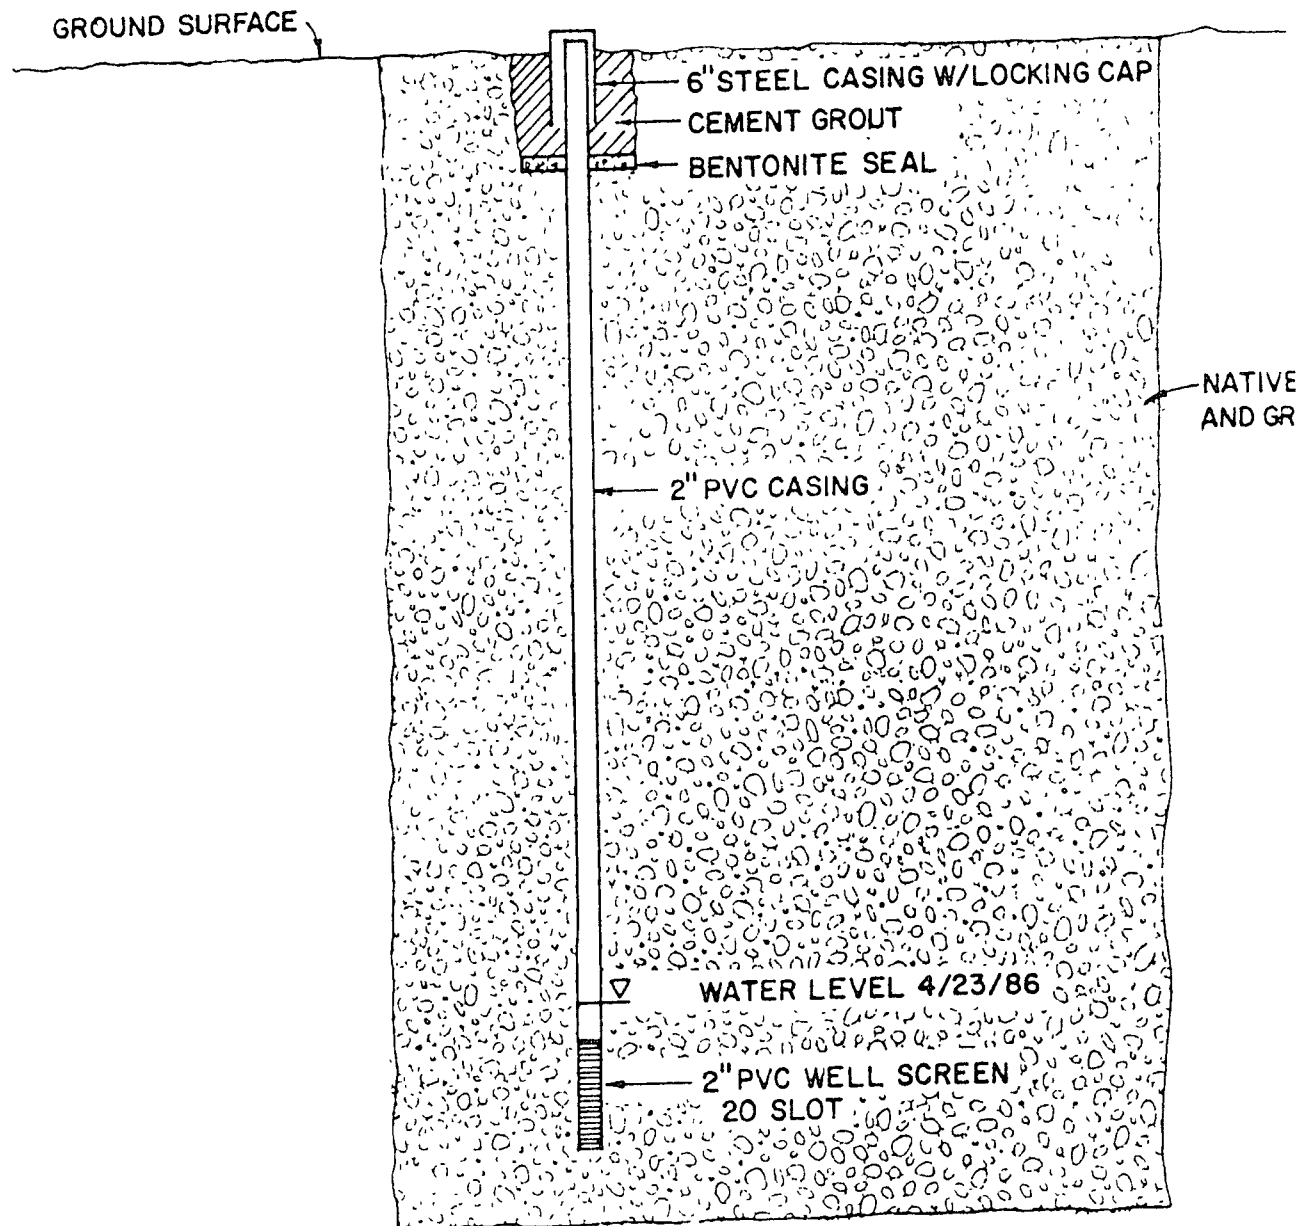 GROUND SURFACE
6" STEEL CASING W/LOCKING CAP
CEMENT GROUT
BENTONITE SEAL
NATIVE
AND GR
2" PVC CASING
WATER LEVEL 4/23/86
2" PVC WELL SCREEN
20 SLOT